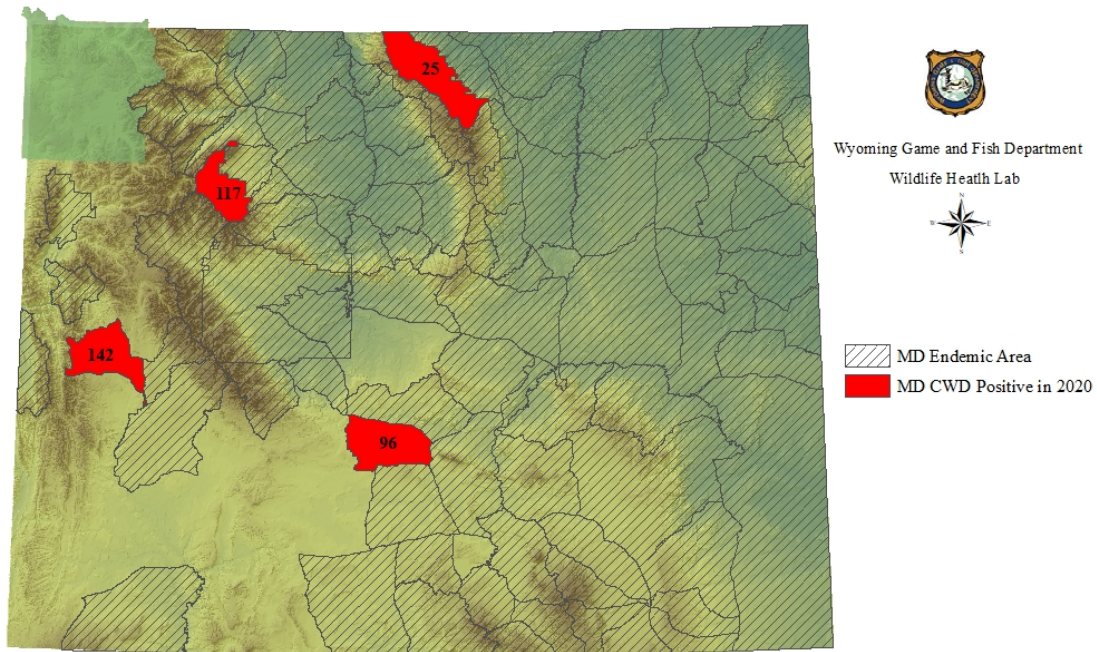 25
117
142
96
Wyoming Game and Fish Department
Wildlife Heatlh Lab
N
W
E
S
MD Endemic Area
MD CWD Positive in 2020